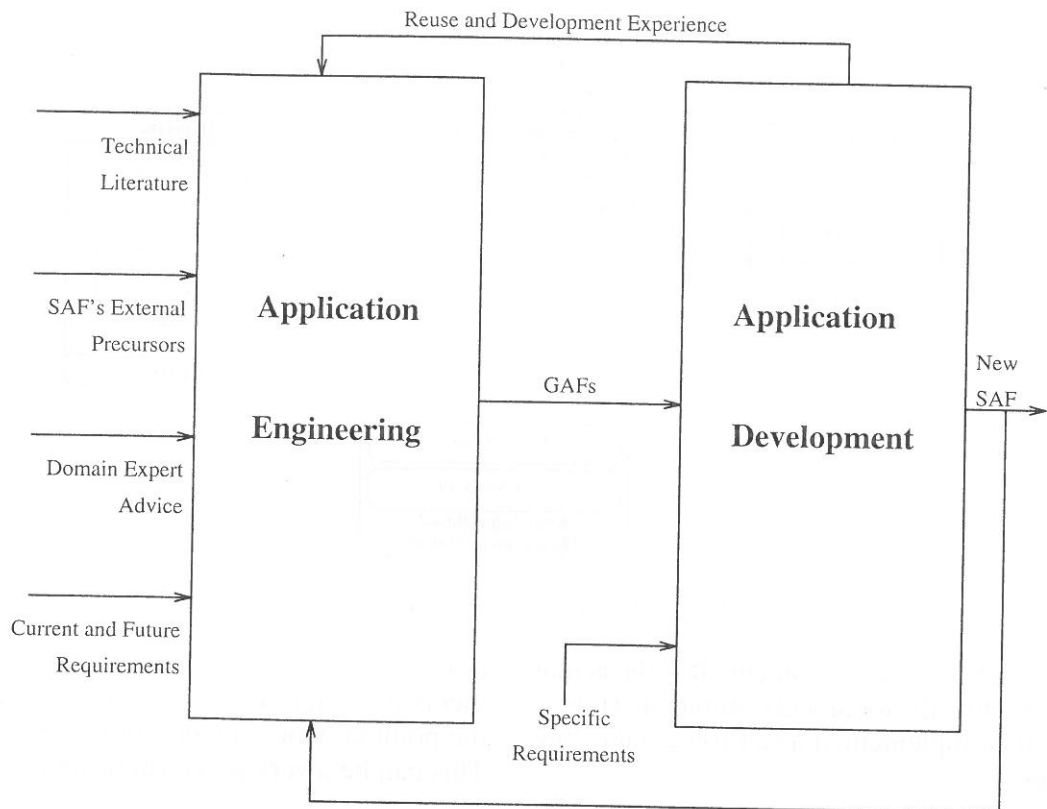 Reuse and Development Experience
Technical
Literature
SAF's External
Precursors
Domain Expert
Advice
Current and Future
Requirements
Application
Engineering
GAFs
Specific
Requirements
Application
Development
New
SAF